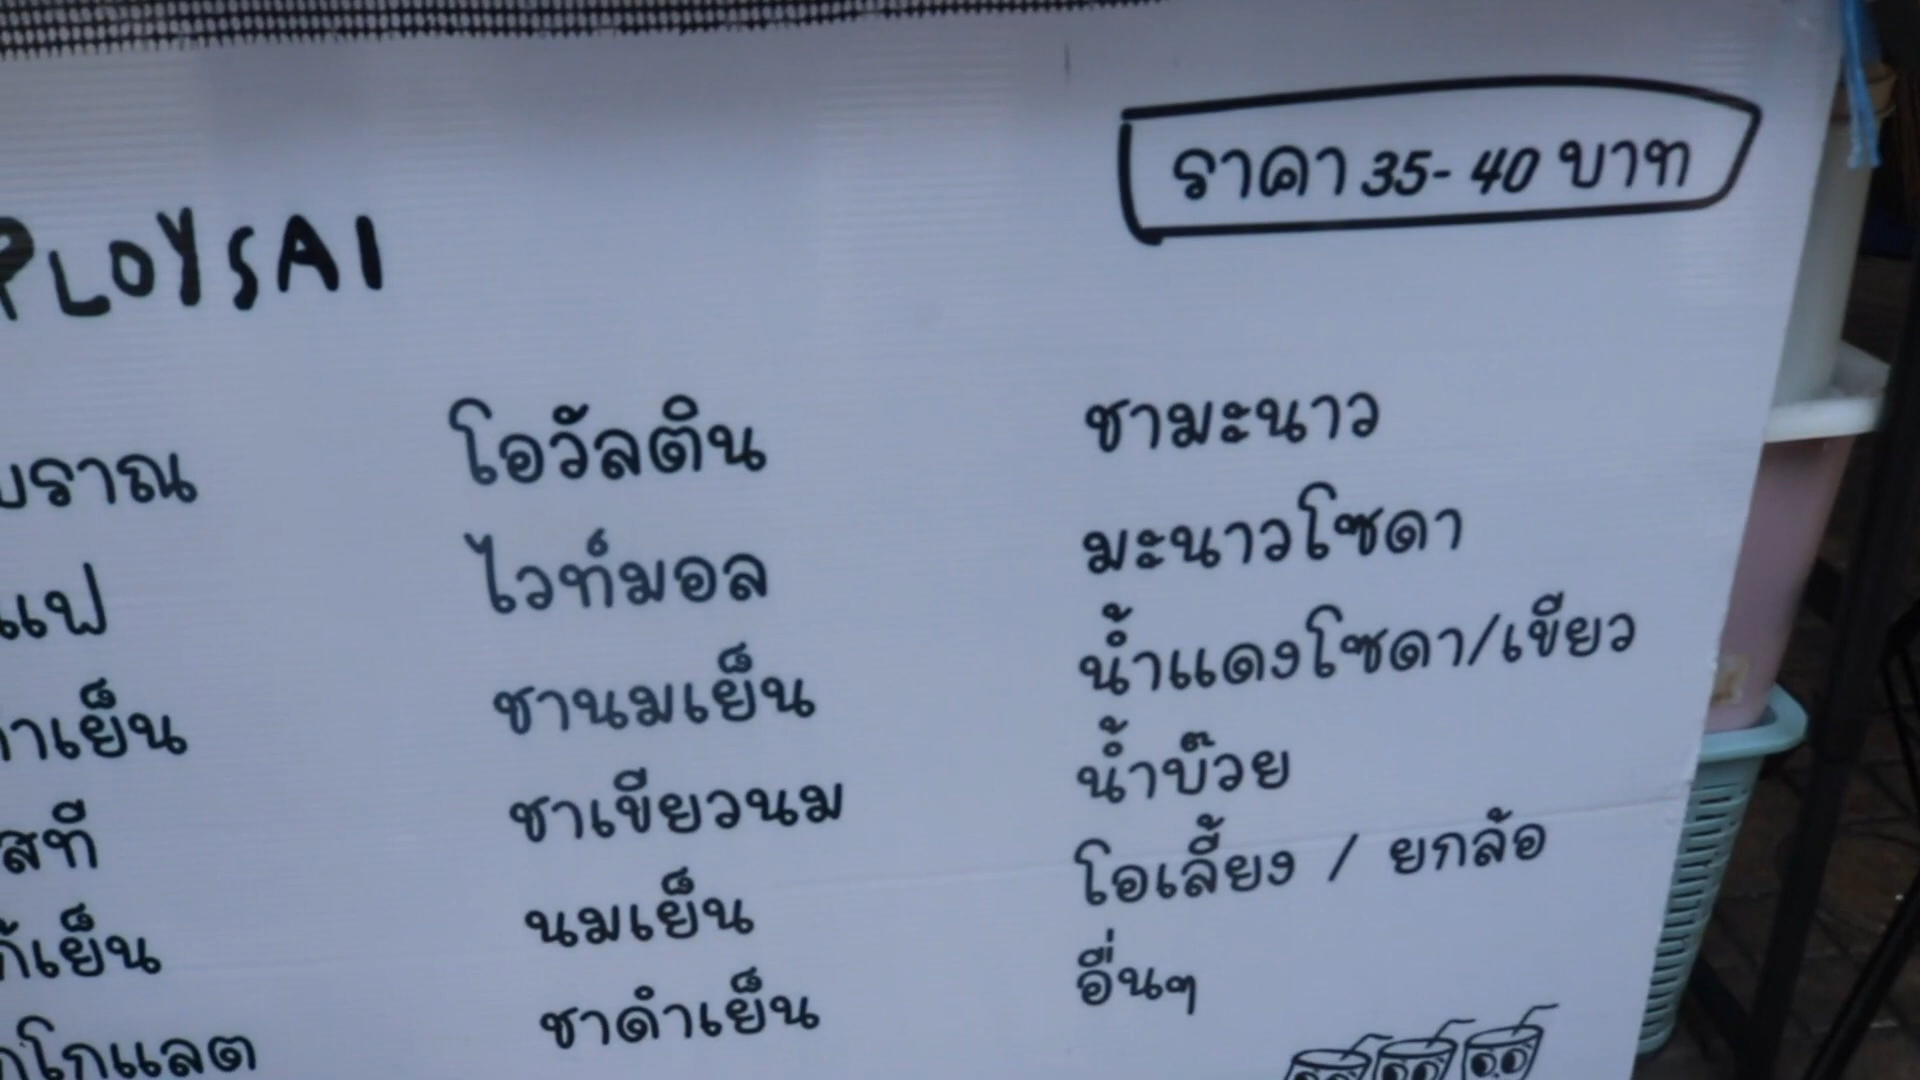 ราคา 35-40 บาท
PLOYSAI
โอวัลติน
ไวท์มอล
ชานมเย็น
ชาเขียวนม
นมเย็น
ชาดำเย็น
ชามะนาว
มะนาวโซดา
น้ำแดงโซดา/เขียว
น้ำบ๊วย
โอเลี้ยง / ยกล้อ
อื่นๆ